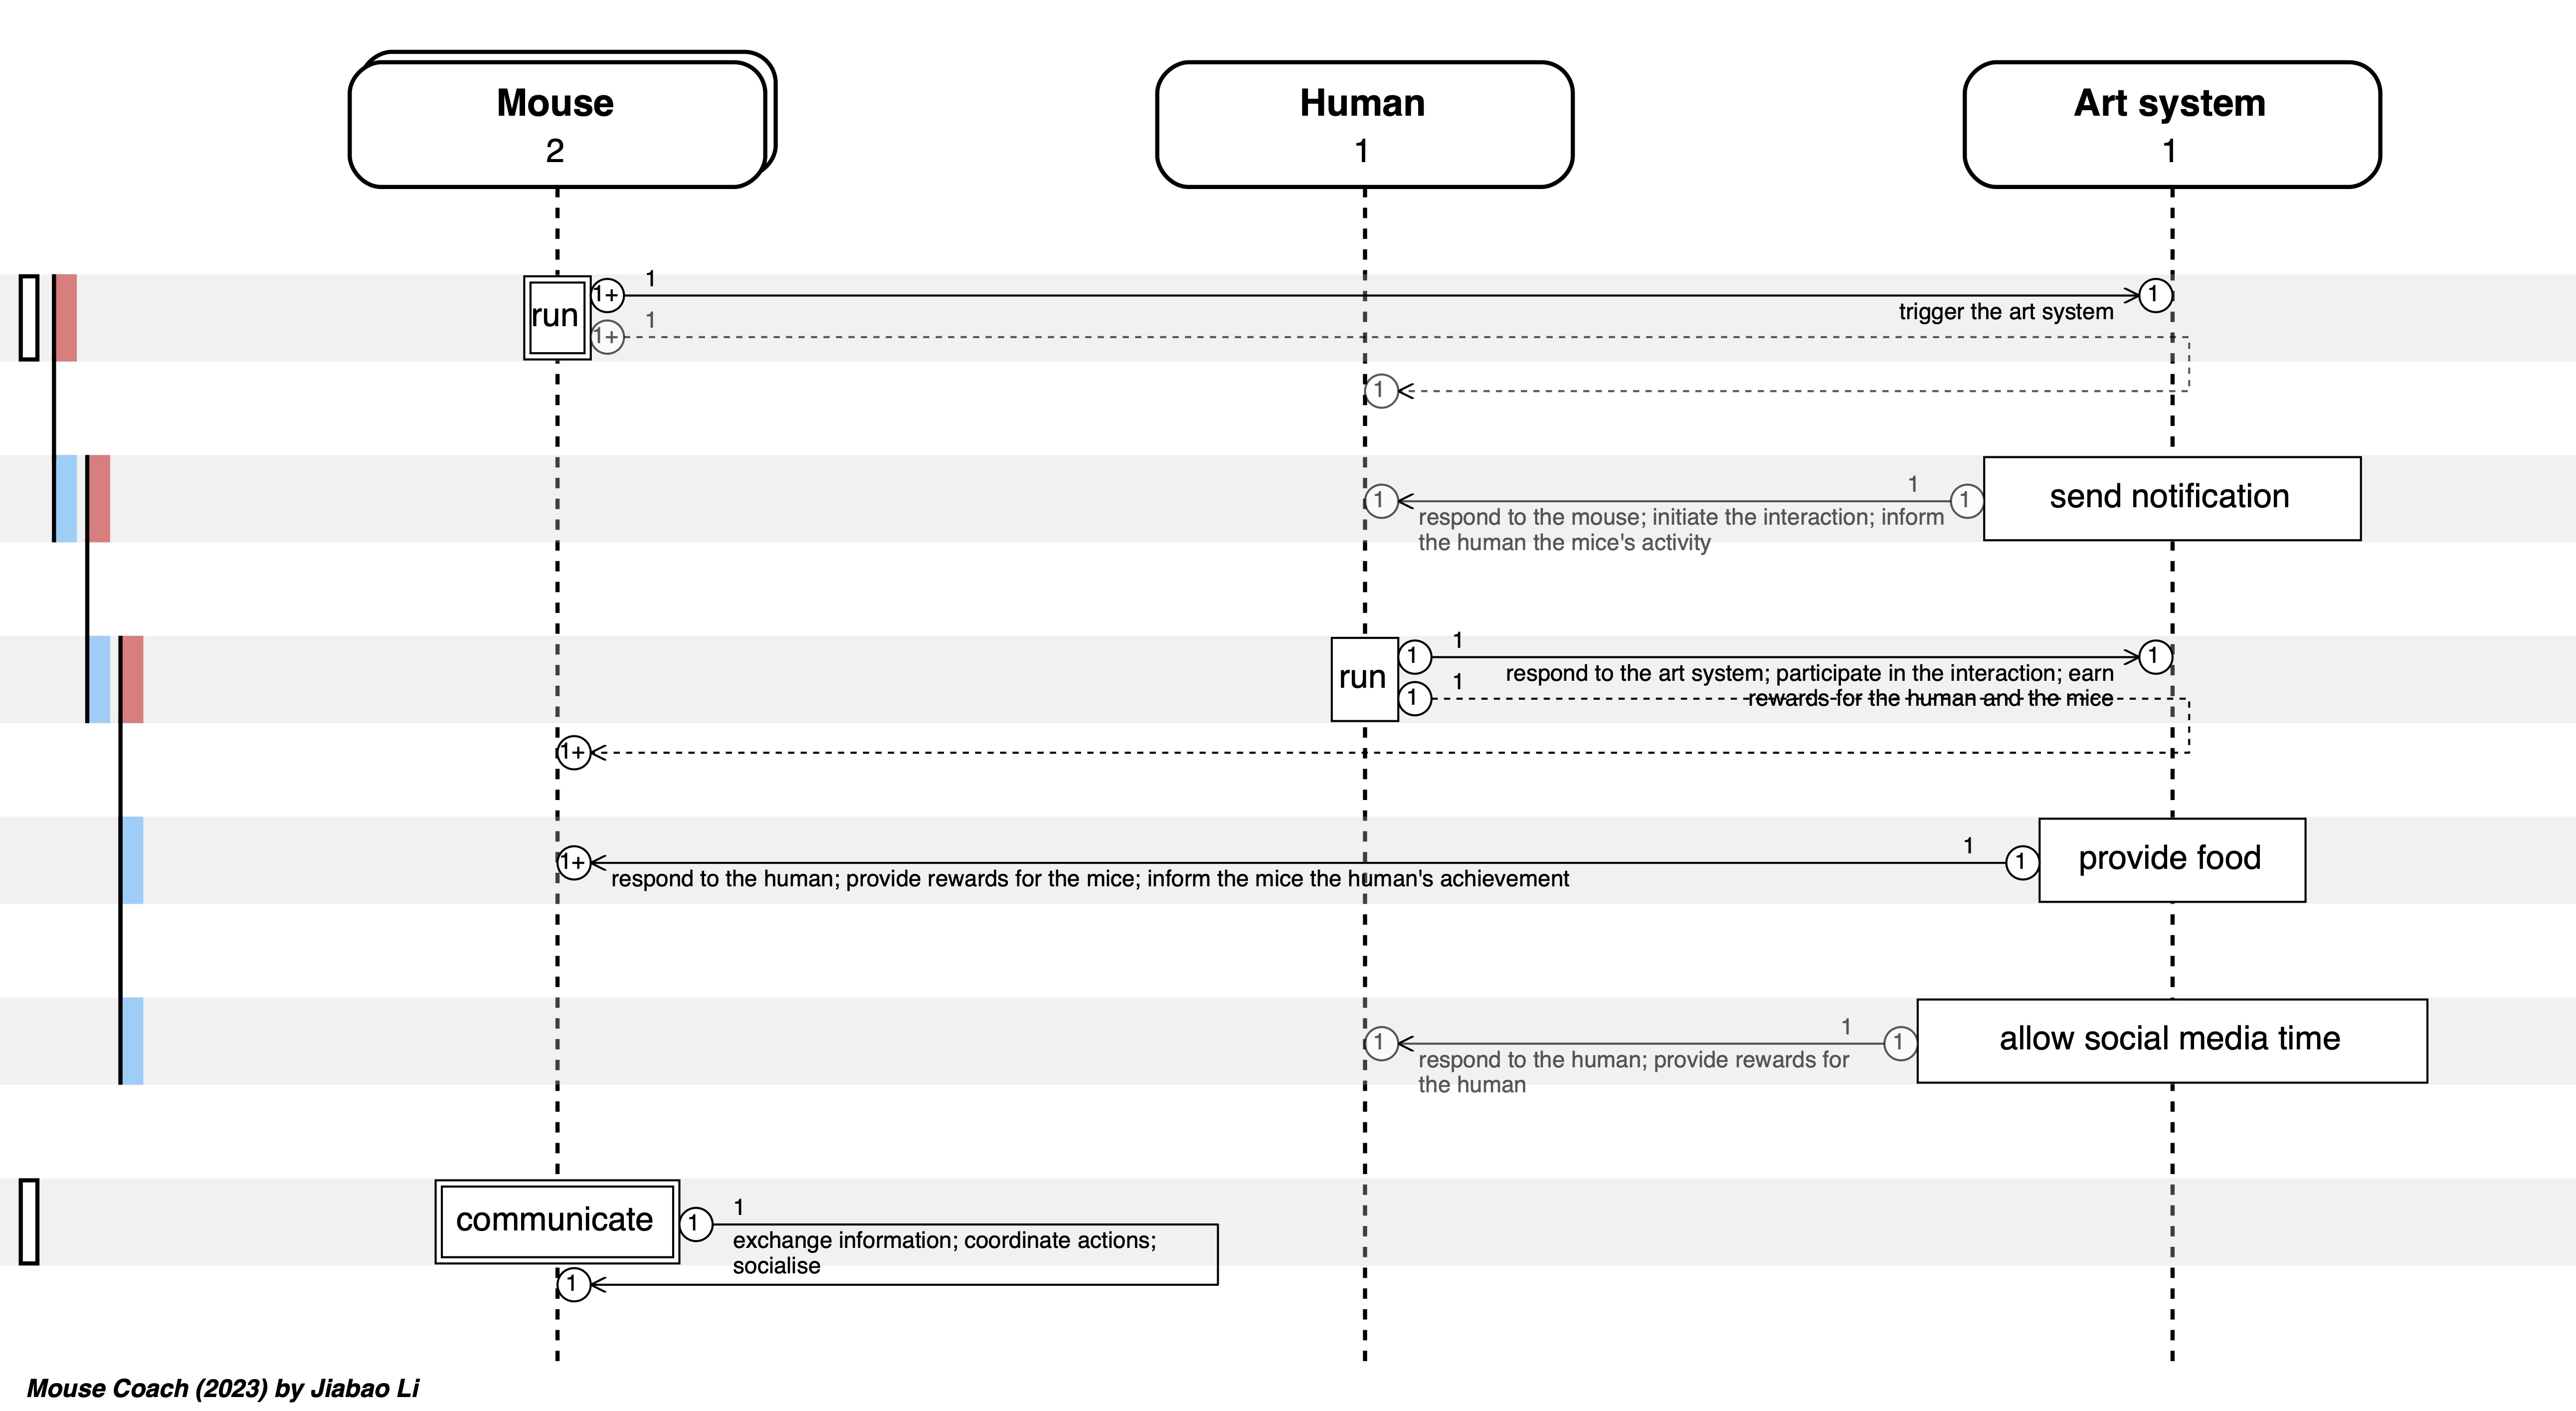 Mouse
2
Human
1
Art system
1
1
1+
1
trigger the art system
run
1
1+
1
1
1
1
send notification
respond to the mouse; initiate the interaction; inform
the human the mice's activity
1
1
1
respond to the art system; participate in the interaction; earn
run
1
1
rewards for the human and the mice
1+
1
1+
1
provide food
respond to the human; provide rewards for the mice; inform the mice the human's achievement
1
1
1
allow social media time
respond to the human; provide rewards for
the human
1
communicate
1
exchange information; coordinate actions;
socialise
1
Mouse Coach (2023) by Jiabao Li